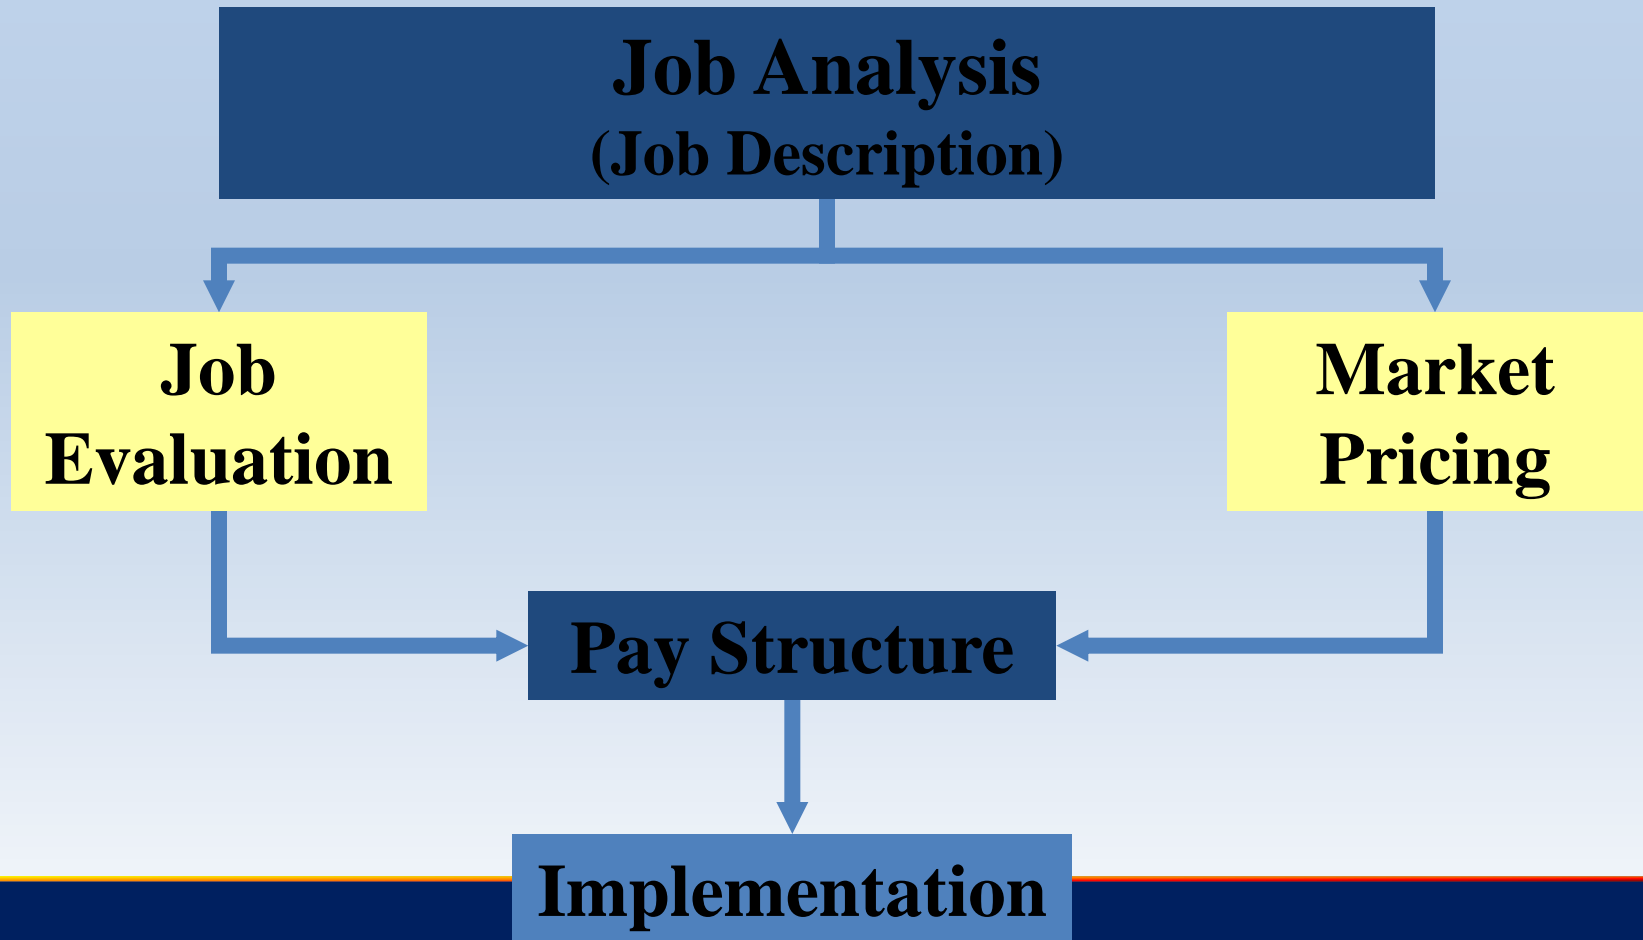 Job Analysis
(Job Description)
Job
Evaluation
Market
Pricing
Pay Structure
Implementation